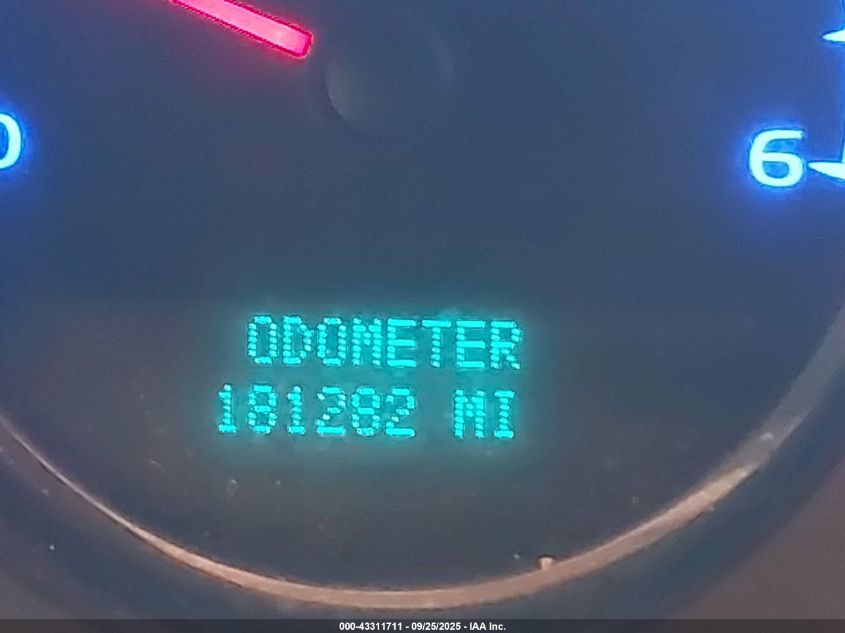 0
6
ODOMETER
181282 MI
000-43311711 - 09/25/2025 - IAA Inc.